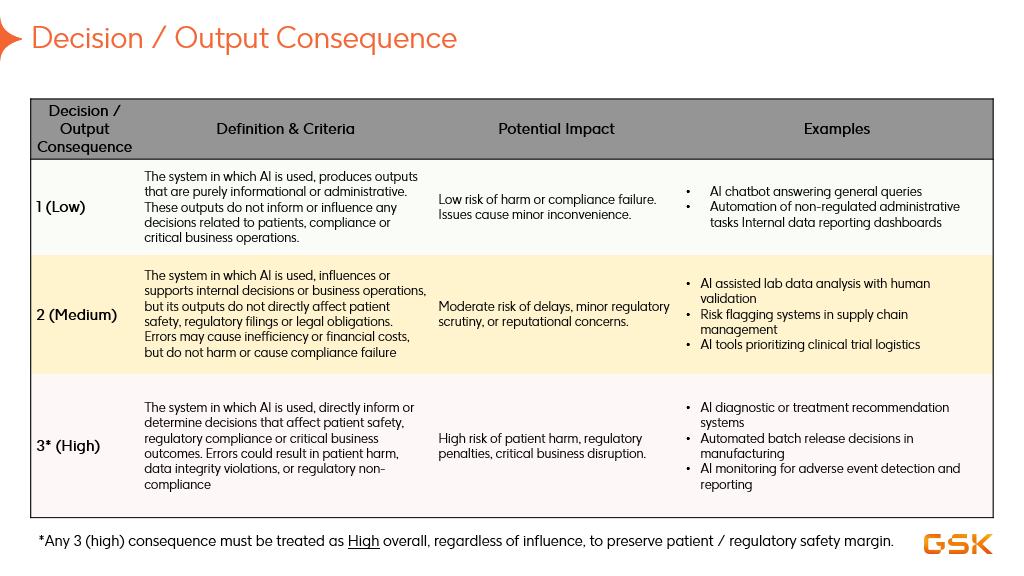 Decision / Output Consequence
Decision /
Output
Consequence
Definition & Criteria
Potential Impact
Examples
1 (Low)
The system in which AI is used, produces outputs
that are purely informational or administrative.
These outputs do not inform or influence any
decisions related to patients, compliance or
critical business operations.
Low risk of harm or compliance failure.
Issues cause minor inconvenience.
• AI chatbot answering general queries
• Automation of non-regulated administrative
tasks Internal data reporting dashboards
2 (Medium)
The system in which AI is used, influences or
supports internal decisions or business operations,
but its outputs do not directly affect patient
safety, regulatory filings or legal obligations.
Errors may cause inefficiency or financial costs,
but do not harm or cause compliance failure
Moderate risk of delays, minor regulatory
scrutiny, or reputational concerns.
• AI assisted lab data analysis with human
validation
• Risk flagging systems in supply chain
management
• AI tools prioritizing clinical trial logistics
3* (High)
The system in which AI is used, directly inform or
determine decisions that affect patient safety,
regulatory compliance or critical business
outcomes. Errors could result in patient harm,
data integrity violations, or regulatory non-
compliance
High risk of patient harm, regulatory
penalties, critical business disruption.
• AI diagnostic or treatment recommendation
systems
• Automated batch release decisions in
manufacturing
• AI monitoring for adverse event detection and
reporting
*Any 3 (high) consequence must be treated as High overall, regardless of influence, to preserve patient / regulatory safety margin.
GSK